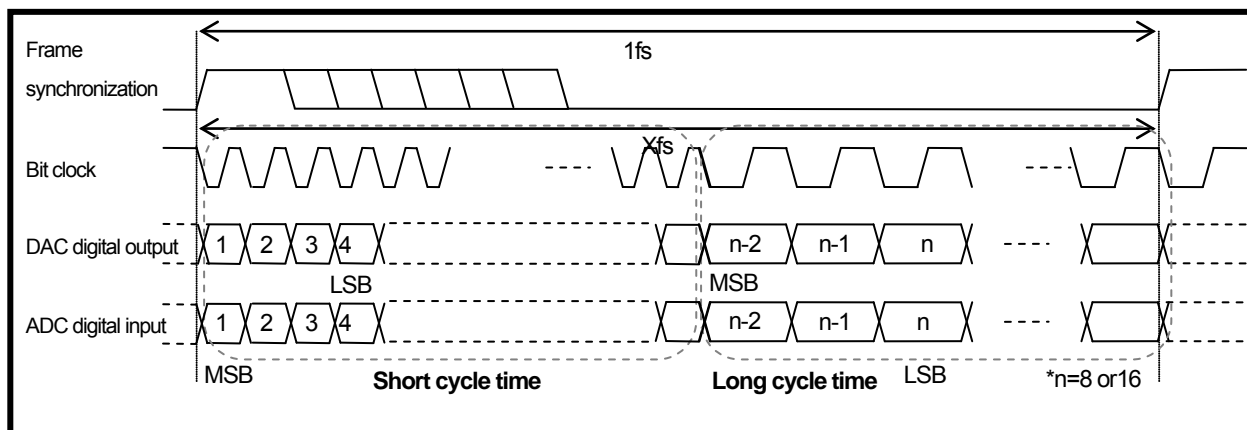 Frame
synchronization
1fs
Xfs
Bit clock
DAC digital output
1 2 3 4
n-2 n-1 n
LSB
MSB
ADC digital input
1 2 3 4
n-2 n-1 n
MSB
Short cycle time
Long cycle time
LSB
*n=8 or16